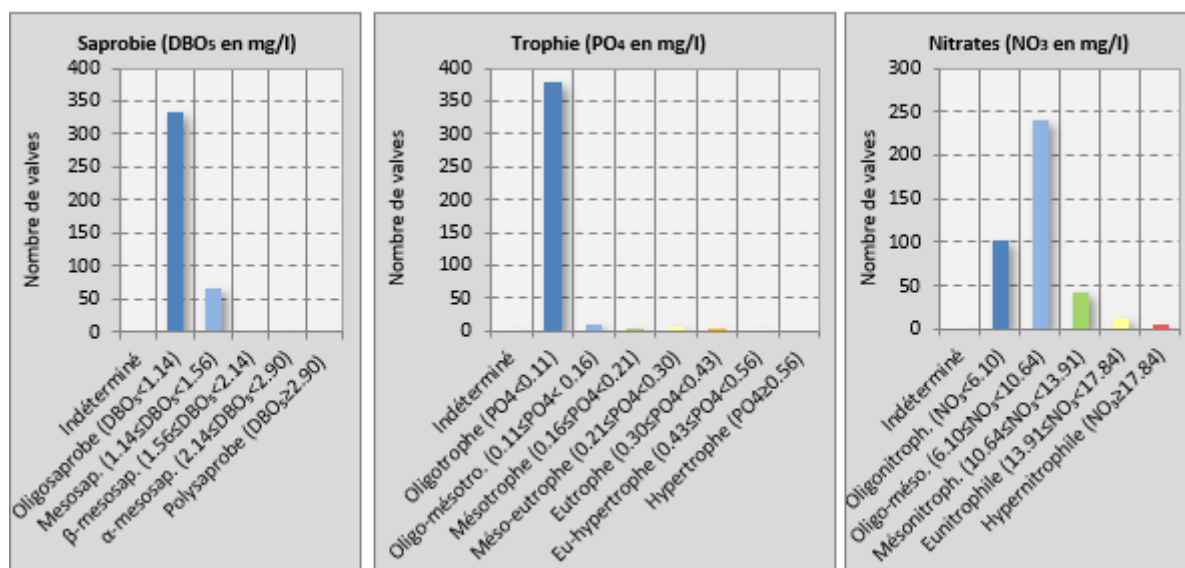 Saprobie (DBO₅ en mg/l)
Nombre de valves
400
350
300
250
200
150
100
50
0
Indéterminé
Oligosaprobe (DBO₅<1.14)
Mesosap. (1.14≤DBO₅<1.56)
β-mesosap. (1.56≤DBO₅<2.14)
α-mesosap. (2.14≤DBO₅<2.90)
Polysaprobe (DBO₅≥2.90)
Trophie (PO₄ en mg/l)
Nombre de valves
400
350
300
250
200
150
100
50
0
Indéterminé
Oligotrophe (PO4<0.11)
Oligo-mésotro. (0.11≤PO4< 0.16)
Mésotrophe (0.16≤PO4<0.21)
Méso-eutrophe (0.21≤PO4<0.30)
Eutrophe (0.30≤PO4<0.43)
Eu-hypertrophe (0.43≤PO4<0.56)
Hypertrophe (PO4≥0.56)
Nitrates (NO₃ en mg/l)
Nombre de valves
300
250
200
150
100
50
0
Indéterminé
Oligonitroph. (NO₃<6.10)
Oligo-méso. (6.10≤NO₃<10.64)
Mésonitroph. (10.64≤NO₃<13.91)
Eunitrophile (13.91≤NO₃<17.84)
Hypernitrophile (NO₃≥17.84)